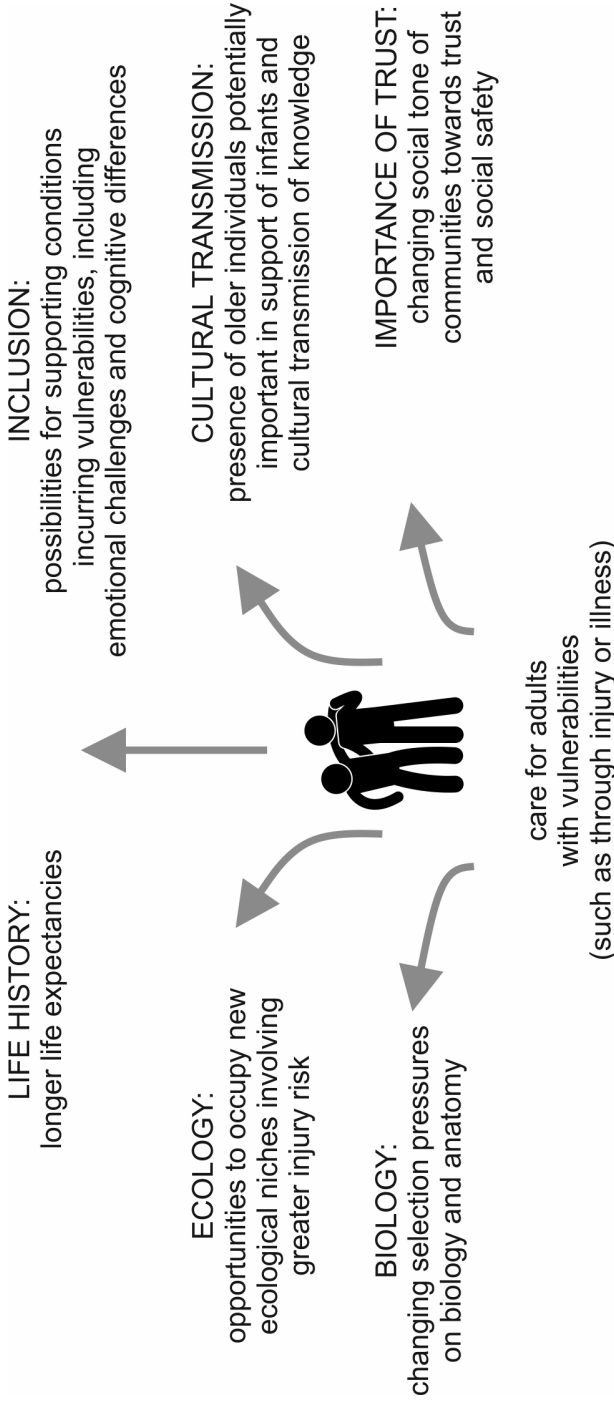 LIFE HISTORY:
longer life expectancies
INCLUSION:
possibilities for supporting conditions
incurring vulnerabilities, including
emotional challenges and cognitive differences
ECOLOGY:
opportunities to occupy new
ecological niches involving
greater injury risk
CULTURAL TRANSMISSION:
presence of older individuals potentially
important in support of infants and
cultural transmission of knowledge
BIOLOGY:
changing selection pressures
on biology and anatomy
IMPORTANCE OF TRUST:
changing social tone of
communities towards trust
and social safety
care for adults
with vulnerabilities
(such as through injury or illness)